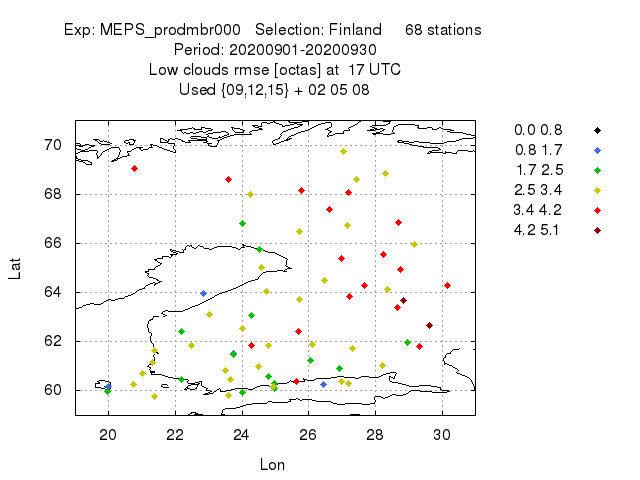 Exp: MEPS_prodmbr000 Selection: Finland 68 stations
Period: 20200901-20200930
Low clouds rmse [octas] at 17 UTC
Used {09,12,15} + 02 05 08
0.0 0.8
0.8 1.7
1.7 2.5
2.5 3.4
3.4 4.2
4.2 5.1
70
68
66
64
62
60
Lat
20 22 24 26 28 30
Lon